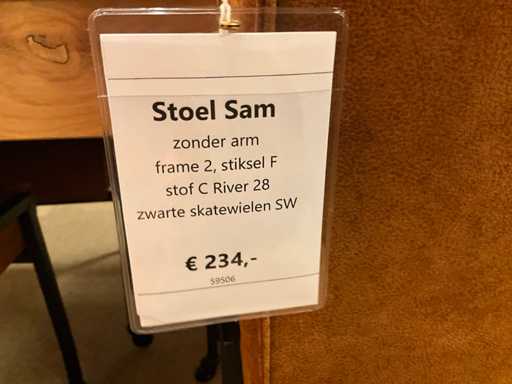 Stoel Sam
zonder arm
frame 2, stiksel F
stof C River 28
zwarte skatewielen SW
€ 234,-
59506